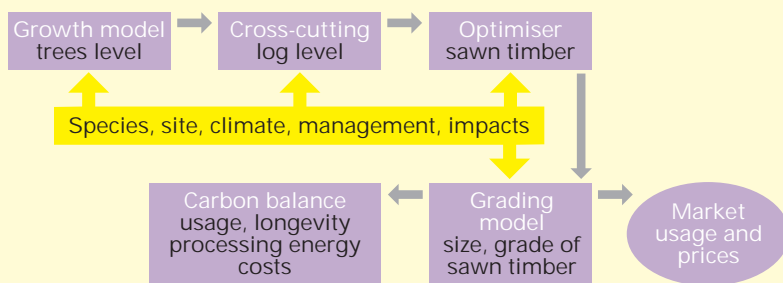 Growth model
trees level
Cross-cutting
log level
Optimiser
sawn timber
Species, site, climate, management, impacts
Carbon balance
usage, longevity
processing energy
costs
Grading
model
size, grade of
sawn timber
Market
usage and
prices